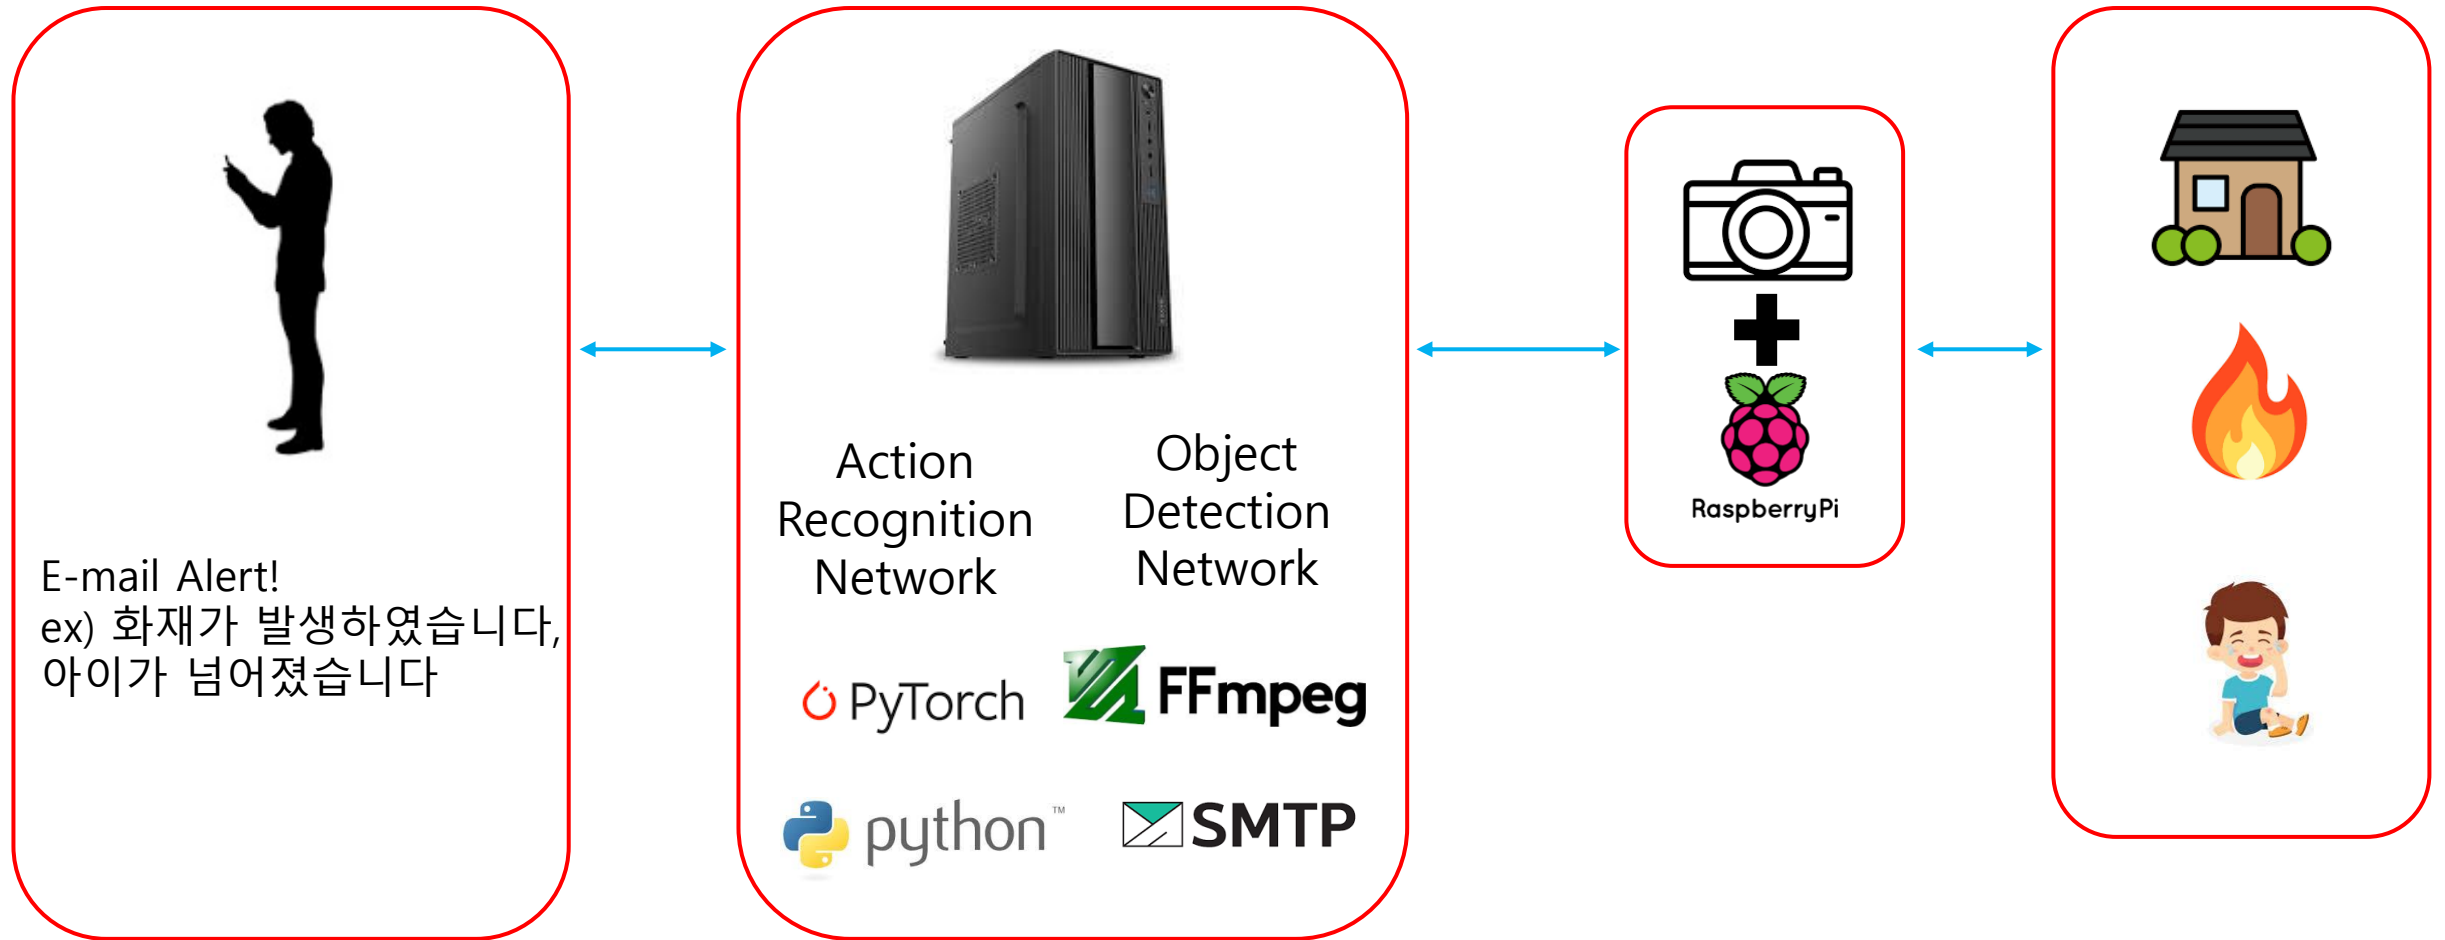 E-mail Alert!
ex) 화재가 발생하였습니다,
아이가 넘어졌습니다
Action
Recognition
Network
Object
Detection
Network
PyTorch
FFmpeg
python™
SMTP
RaspberryPi